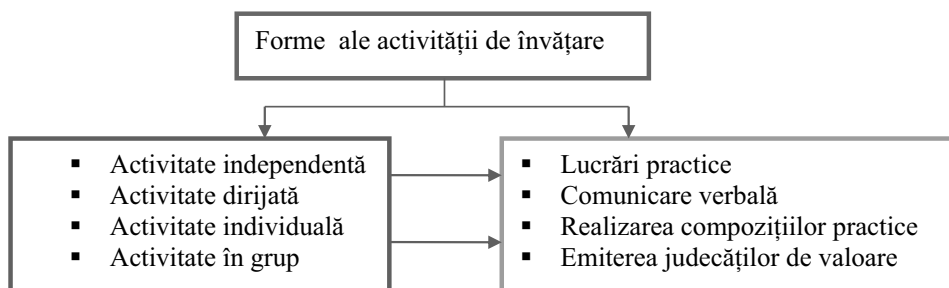 Forme ale activității de învățare
▪ Activitate independentă
▪ Activitate dirijată
▪ Activitate individuală
▪ Activitate în grup
▪ Lucrări practice
▪ Comunicare verbală
▪ Realizarea compozițiilor practice
▪ Emiterea judecăților de valoare